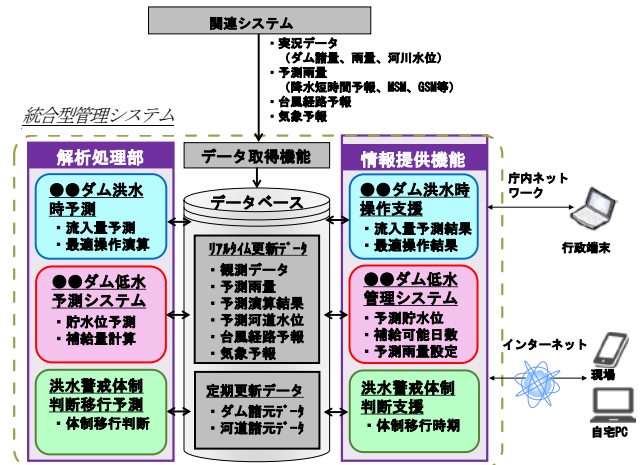 関連システム
・実況データ
（ダム諸量、雨量、河川水位）
・予測雨量
（降水短時間予報、MSM、GSM等）
・台風経路予報
・気象予報
統合型管理システム
解析処理部
データ取得機能
情報提供機能
●●ダム洪水
時予測
・流入量予測
・最適操作演算
●●ダム低水
予測システム
・貯水位予測
・補給量計算
洪水警戒体制
判断移行予測
・体制移行判断
データベース
ﾘｱﾙﾀｲﾑ更新ﾃﾞｰﾀ
・観測データ
・予測雨量
・予測演算結果
・予測河道水位
・台風経路予報
・気象予報
定期更新データ
・ダム諸元ﾃﾞｰﾀ
・河道諸元ﾃﾞｰﾀ
●●ダム洪水時
操作支援
・流入量予測結果
・最適操作結果
●●ダム低水
管理システム
・予測貯水位
・補給可能日数
・予測雨量設定
洪水警戒体制
判断支援
・体制移行時期
庁内ネット
ワーク
行政端末
インターネット
現場
自宅PC